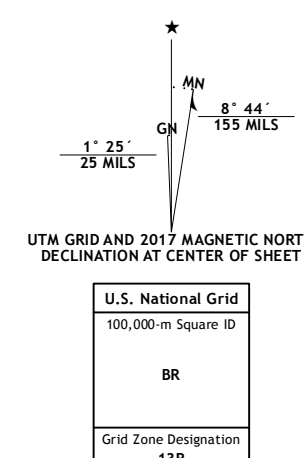 ★
MN
GN
8° 44´
155 MILS
1° 25´
25 MILS
UTM GRID AND 2017 MAGNETIC NORT
DECLINATION AT CENTER OF SHEET
U.S. National Grid
100,000-m Square ID
BR
Grid Zone Designation